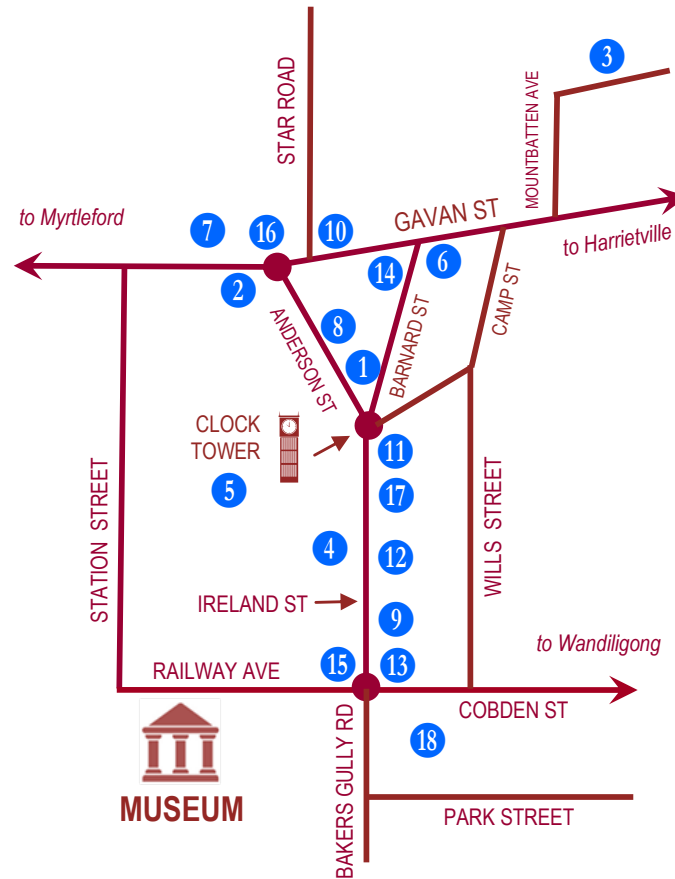 3
MOUNTBATTEN AVE
STAR ROAD
to Myrtleford
7
16
10
GAVAN ST
to Harrietville
2
14
6
8
ANDERSON ST
1
BARNARD ST
CAMP ST
CLOCK
TOWER
11
5
17
STATION STREET
4
12
WILLS STREET
IRELAND ST
9
to Wandiligong
15
13
RAILWAY AVE
COBDEN ST
BAKERS GULLY RD
18
MUSEUM
PARK STREET